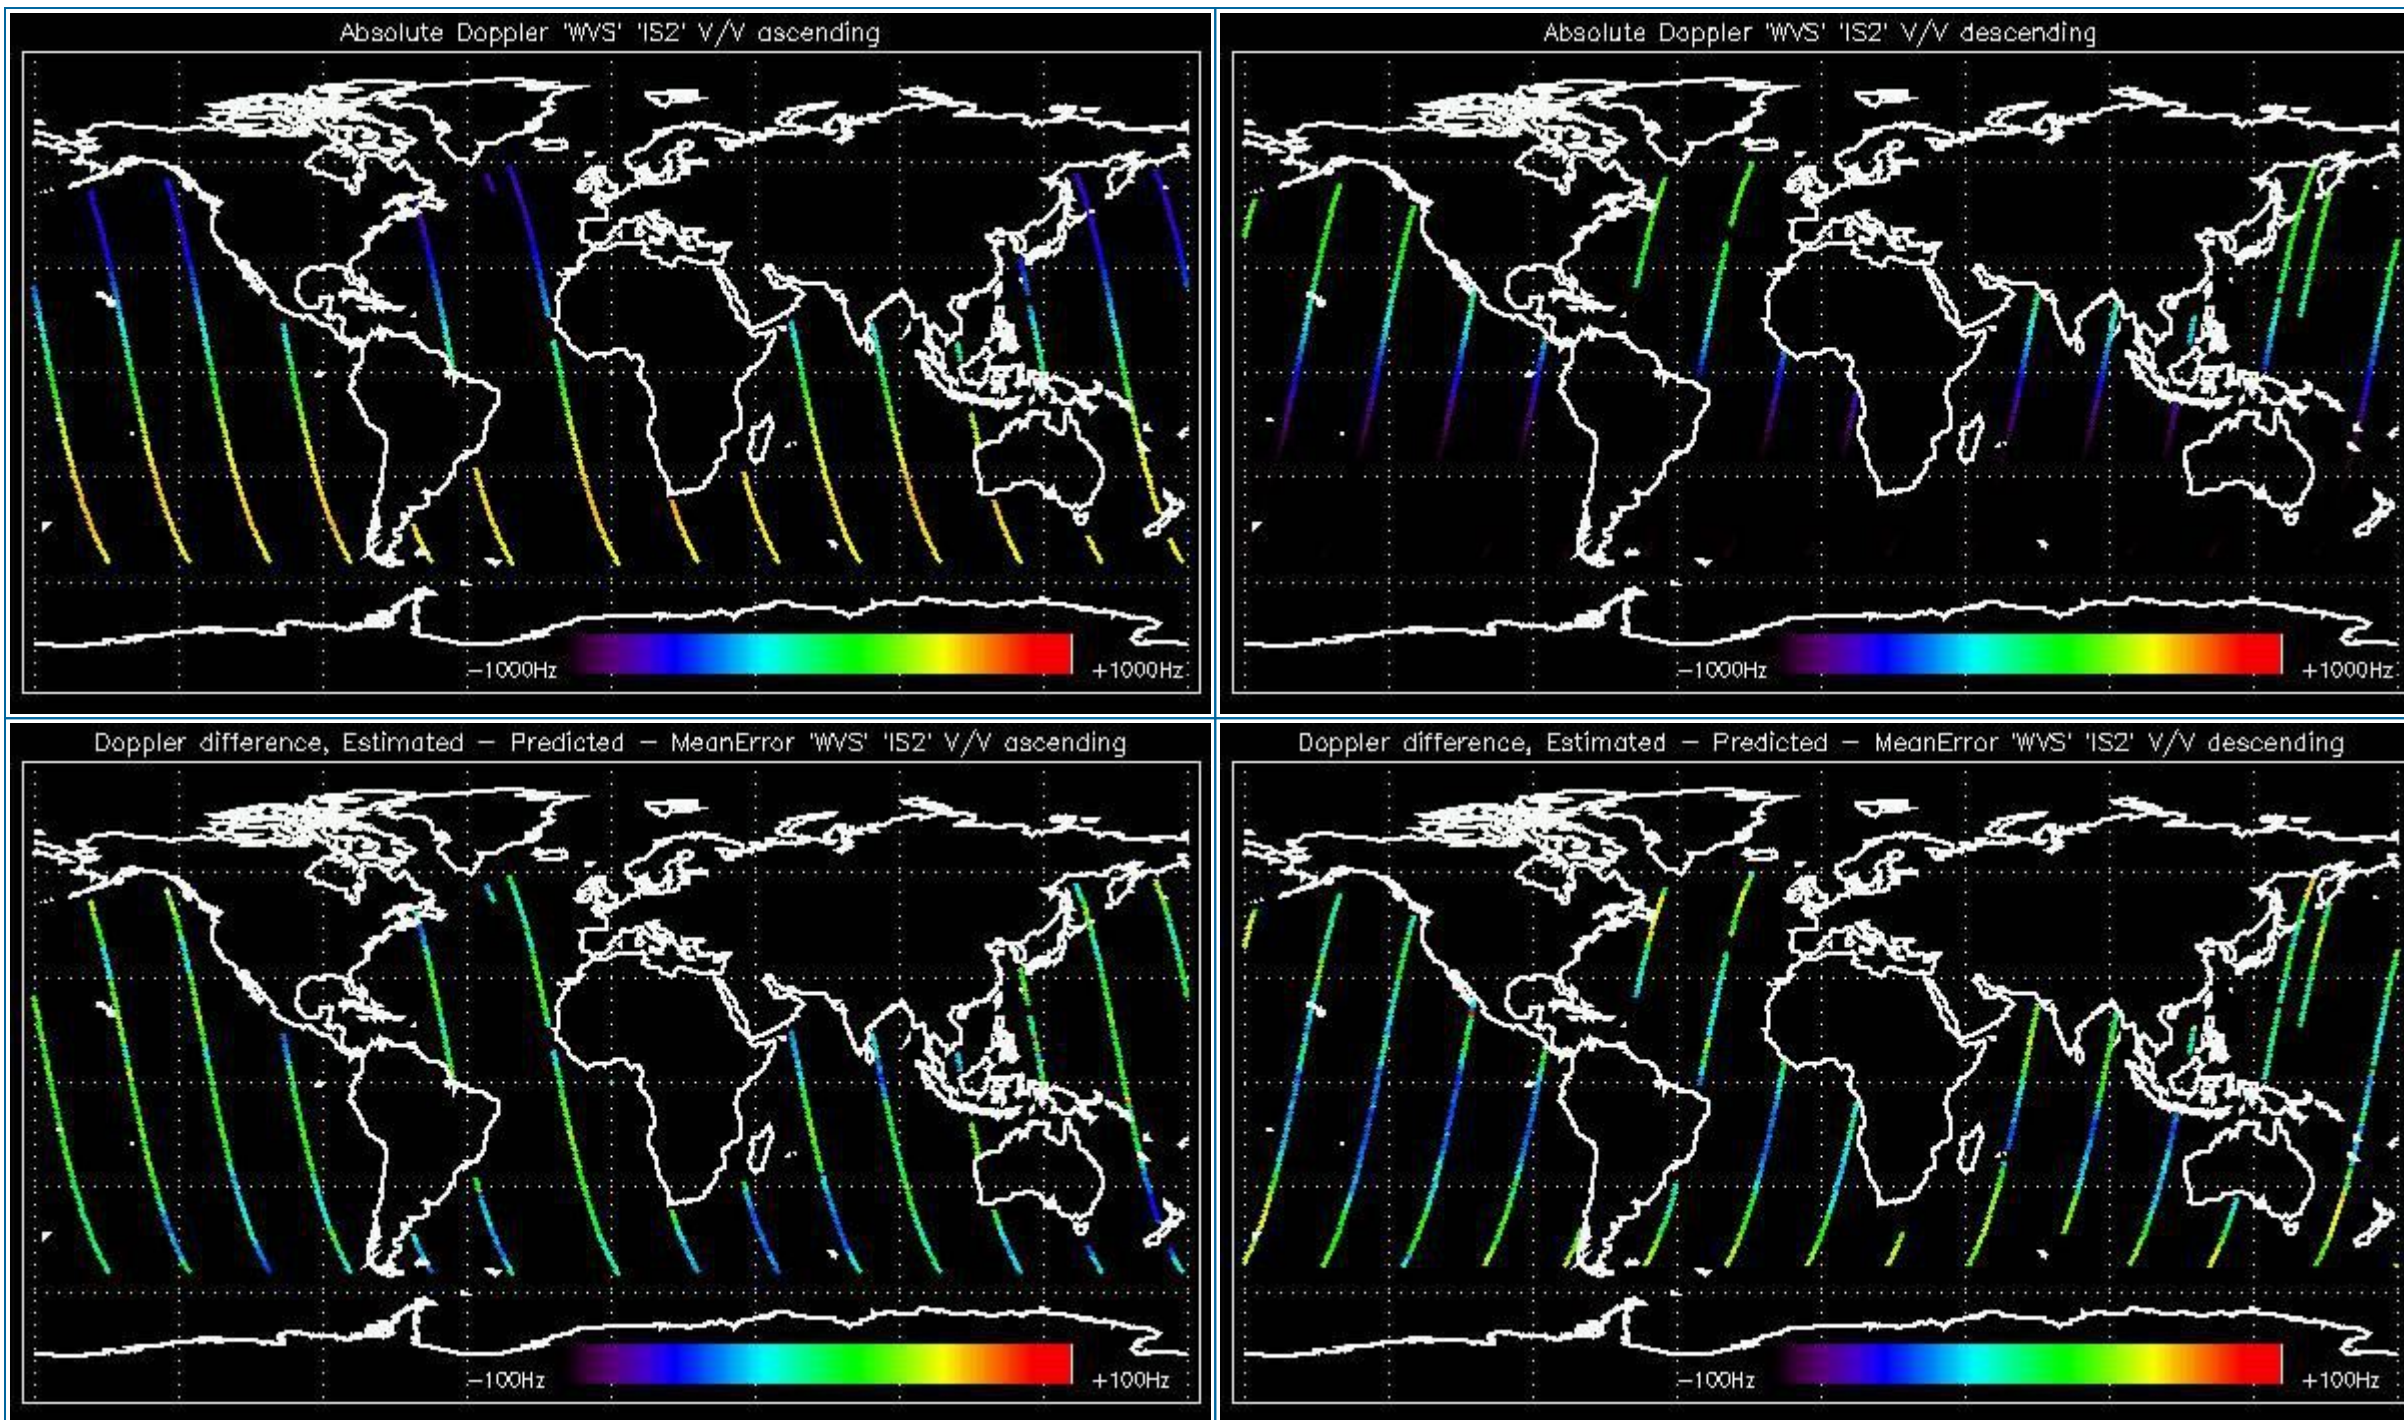 Absolute Doppler 'WVS' 'IS2' V/V ascending
-1000Hz
+1000Hz
Absolute Doppler 'WVS' 'IS2' V/V descending
-1000Hz
+1000Hz
Doppler difference, Estimated - Predicted - MeanError 'WVS' 'IS2' V/V ascending
-100Hz
+100Hz
Doppler difference, Estimated - Predicted - MeanError 'WVS' 'IS2' V/V descending
-100Hz
+100Hz